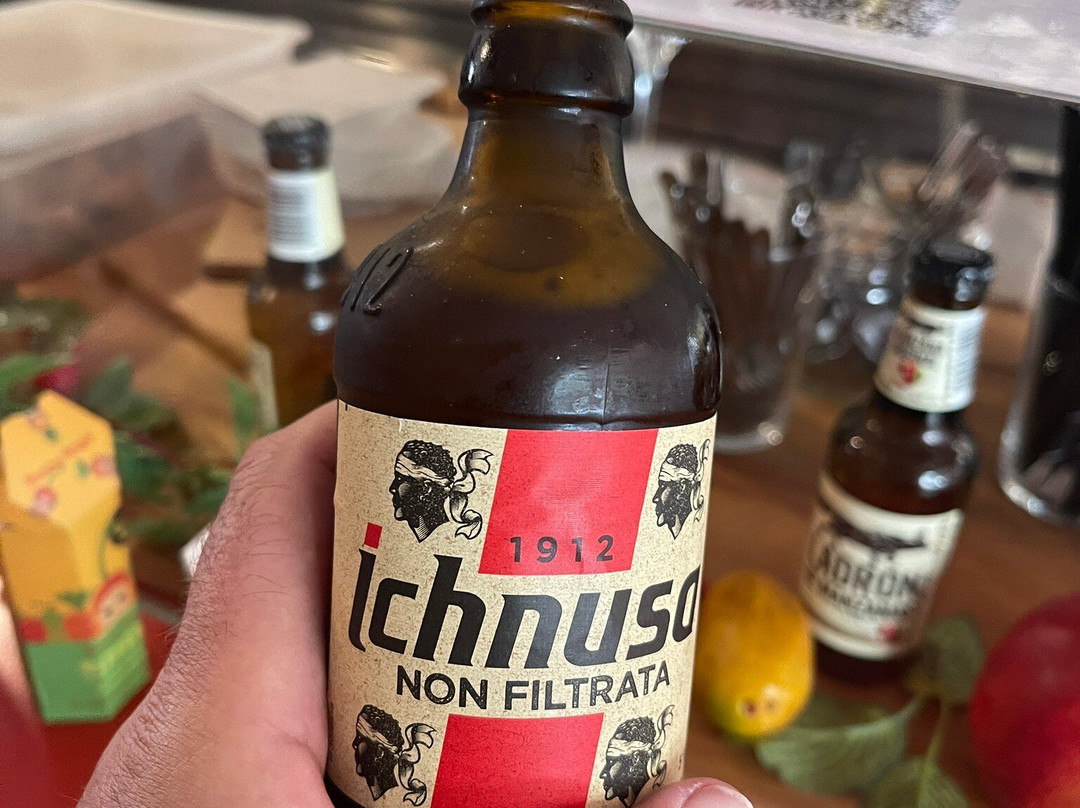 1912
ichnusa
NON FILTRATA